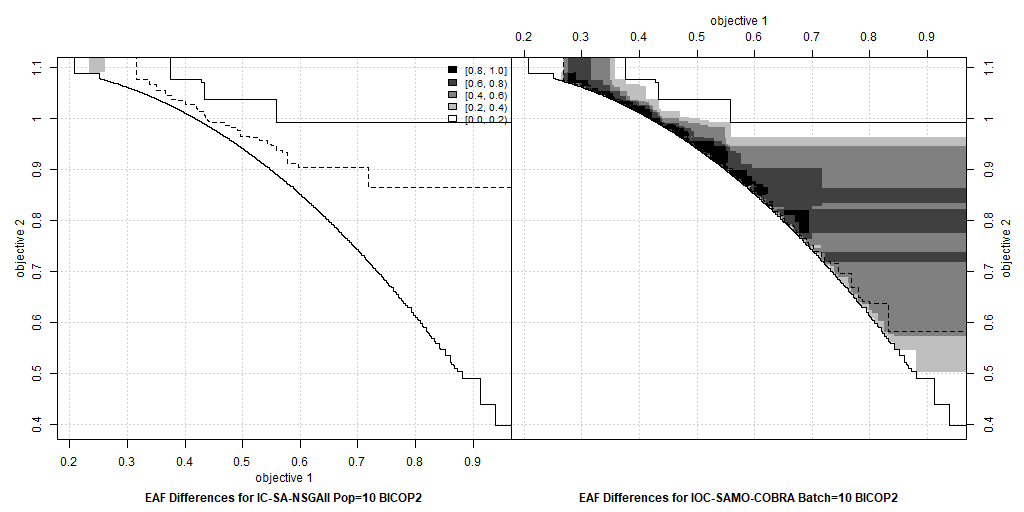 objective 1
0.2 0.3 0.4 0.5 0.6 0.7 0.8 0.9
1.1 1 0.9 0.8 0.7 0.6 0.5 0.4
objective 2
[0.8, 1.0]
[0.6, 0.8)
[0.4, 0.6)
[0.2, 0.4)
[0.0, 0.2)
1.1 1 0.9 0.8 0.7 0.6 0.5 0.4
objective 2
0.2 0.3 0.4 0.5 0.6 0.7 0.8 0.9
objective 1
EAF Differences for IC-SA-NSGAII Pop=10 BICOP2
EAF Differences for IOC-SAMO-COBRA Batch=10 BICOP2